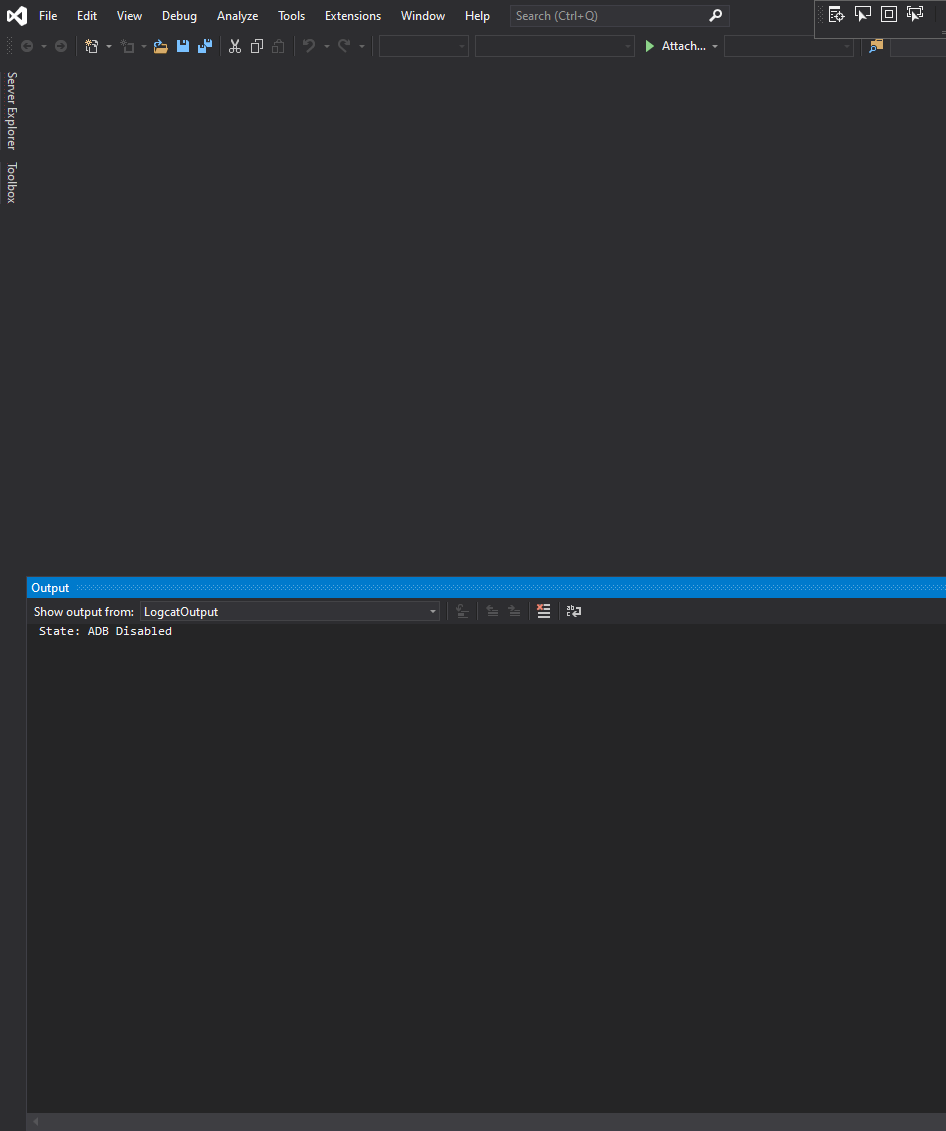 File Edit View Debug Analyze Tools Extensions Window Help Search (Ctrl+Q)
Attach...
Server Explorer
Toolbox
Output
Show output from: LogcatOutput
State: ADB Disabled